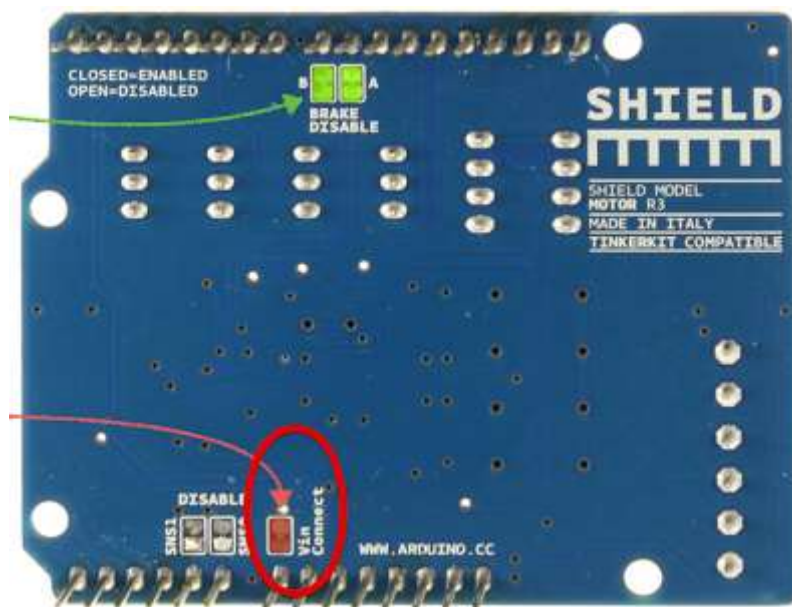 CLOSED=ENABLED
OPEN=DISABLED
B
A
BRAKE
DISABLE
SHIELD
SHIELD MODEL
MOTOR R3
MADE IN ITALY
TINKERKIT COMPATIBLE
DISABLE
SNS1
Vin
Connect
WWW.ARDUINO.CC